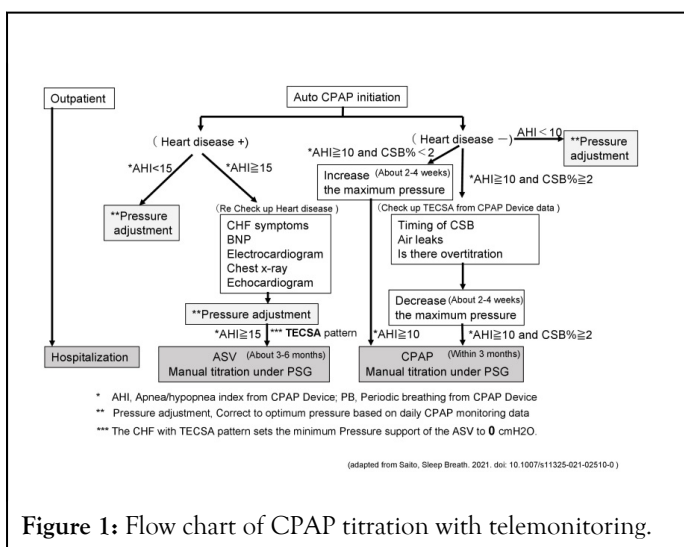 Outpatient
Auto CPAP initiation
( Heart disease +)
( Heart disease －)
AHI＜10
**Pressure
adjustment
*AHI<15
*AHI≧15
*AHI≧10 and CSB%＜2
*AHI≧10 and CSB%≧2
Increase (About 2-4 weeks)
the maximum pressure
**Pressure
adjustment
(Re Check up Heart disease )
CHF symptoms
BNP
Electrocardiogram
Chest x-ray
Echocardiogram
(Check up TECSA from CPAP Device data)
Timing of CSB
Air leaks
Is there overtitration
Decrease (About 2-4 weeks)
the maximum pressure
**Pressure adjustment
*AHI≧15 *** TECSA pattern
*AHI≧10
*AHI≧10 and CSB%≧2
Hospitalization
ASV (About 3-6 months)
Manual titration under PSG
CPAP (Within 3 months)
Manual titration under PSG
* AHI, Apnea/hypopnea index from CPAP Device; PB, Periodic breathing from CPAP Device
** Pressure adjustment, Correct to optimum pressure based on daily CPAP monitoring data
*** The CHF with TECSA pattern sets the minimum Pressure support of the ASV to 0 cmH2O.
(adapted from Saito, Sleep Breath. 2021. doi: 10.1007/s11325-021-02510-0 )
Figure 1: Flow chart of CPAP titration with telemonitoring.